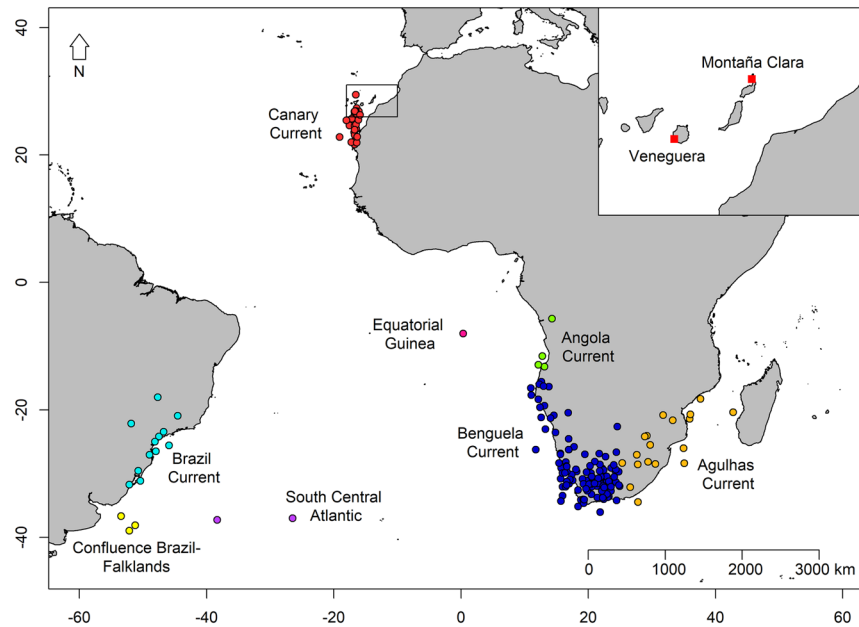 40
20
0
-20
-40
-60
-40
-20
0
20
40
60
N
Canary
Current
Montaña Clara
Veneguera
Equatorial
Guinea
Angola
Current
Benguela
Current
Agulhas
Current
Brazil
Current
South Central
Atlantic
Confluence Brazil-
Falklands
0 1000 2000 3000 km